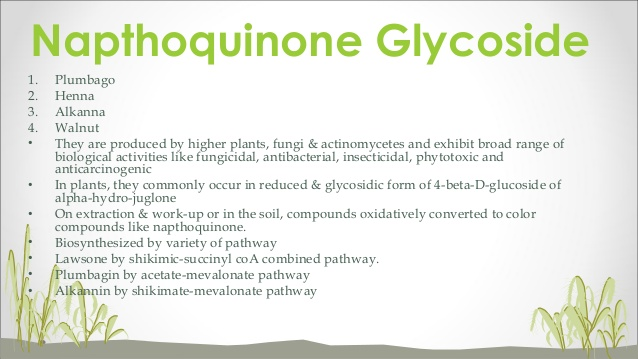 Napthoquinone Glycoside
1. Plumbago
2. Henna
3. Alkanna
4. Walnut
• They are produced by higher plants, fungi & actinomycetes and exhibit broad range of
biological activities like fungicidal, antibacterial, insecticidal, phytotoxic and
anticarcinogenic
• In plants, they commonly occur in reduced & glycosidic form of 4-beta-D-glucoside of
alpha-hydro-juglone
• On extraction & work-up or in the soil, compounds oxidatively converted to color
compounds like napthoquinone.
• Biosynthesized by variety of pathway
• Lawsone by shikimic-succinyl coA combined pathway.
• Plumbagin by acetate-mevalonate pathway
• Alkannin by shikimate-mevalonate pathway